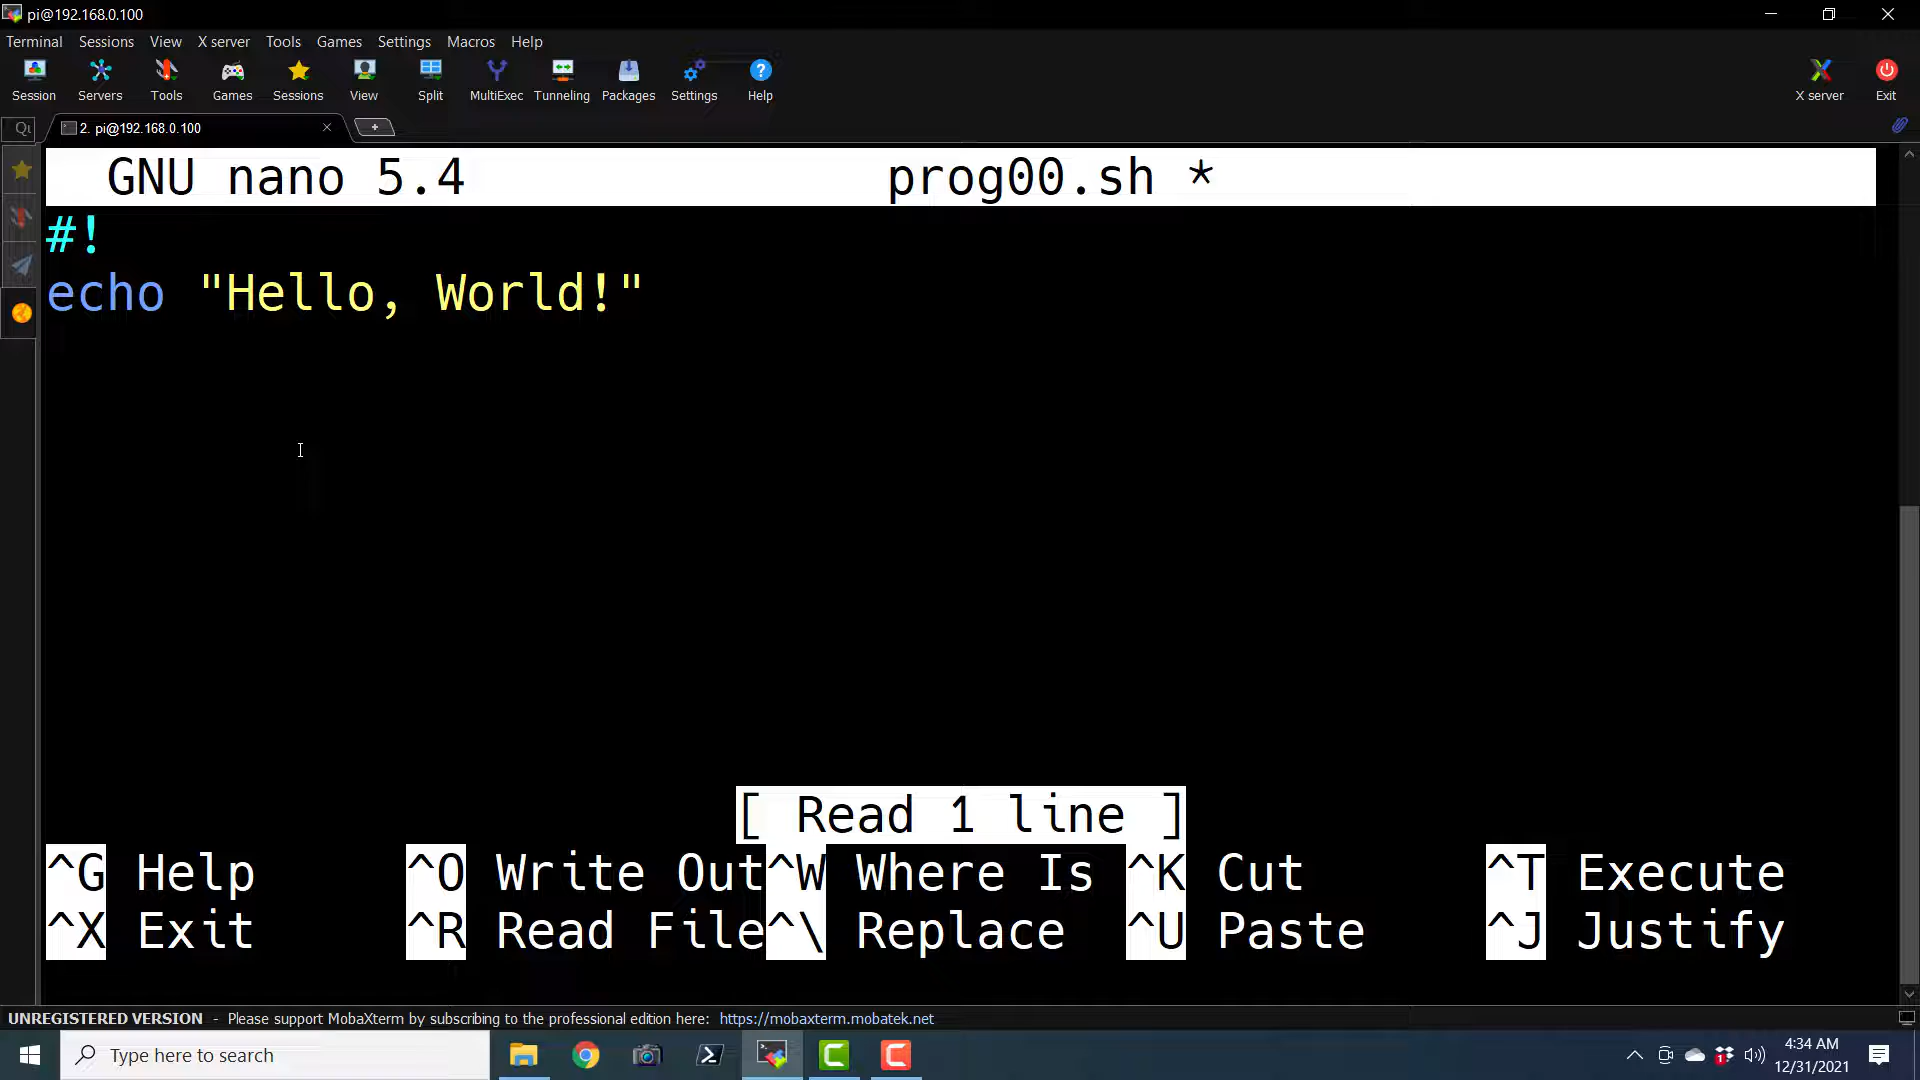 pi@192.168.0.100
Terminal Sessions View X server Tools Games Settings Macros Help
Session Servers Tools Games Sessions View Split MultiExec Tunneling Packages Settings Help X server Exit
Qu 2. pi@192.168.0.100
GNU nano 5.4 prog00.sh *
#!
echo "Hello, World!"
[ Read 1 line ]
^G Help ^O Write Out ^W Where Is ^K Cut ^T Execute
^X Exit ^R Read File ^\ Replace ^U Paste ^J Justify
UNREGISTERED VERSION - Please support MobaXterm by subscribing to the professional edition here: https://mobaxterm.mobatek.net
Type here to search
4:34 AM
12/31/2021